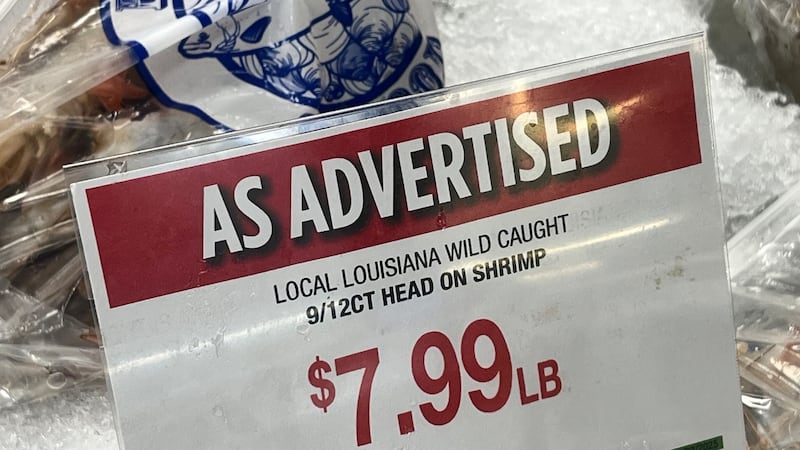 AS ADVERTISED
LOCAL LOUISIANA WILD CAUGHT
9/12CT HEAD ON SHRIMP
$7.99LB